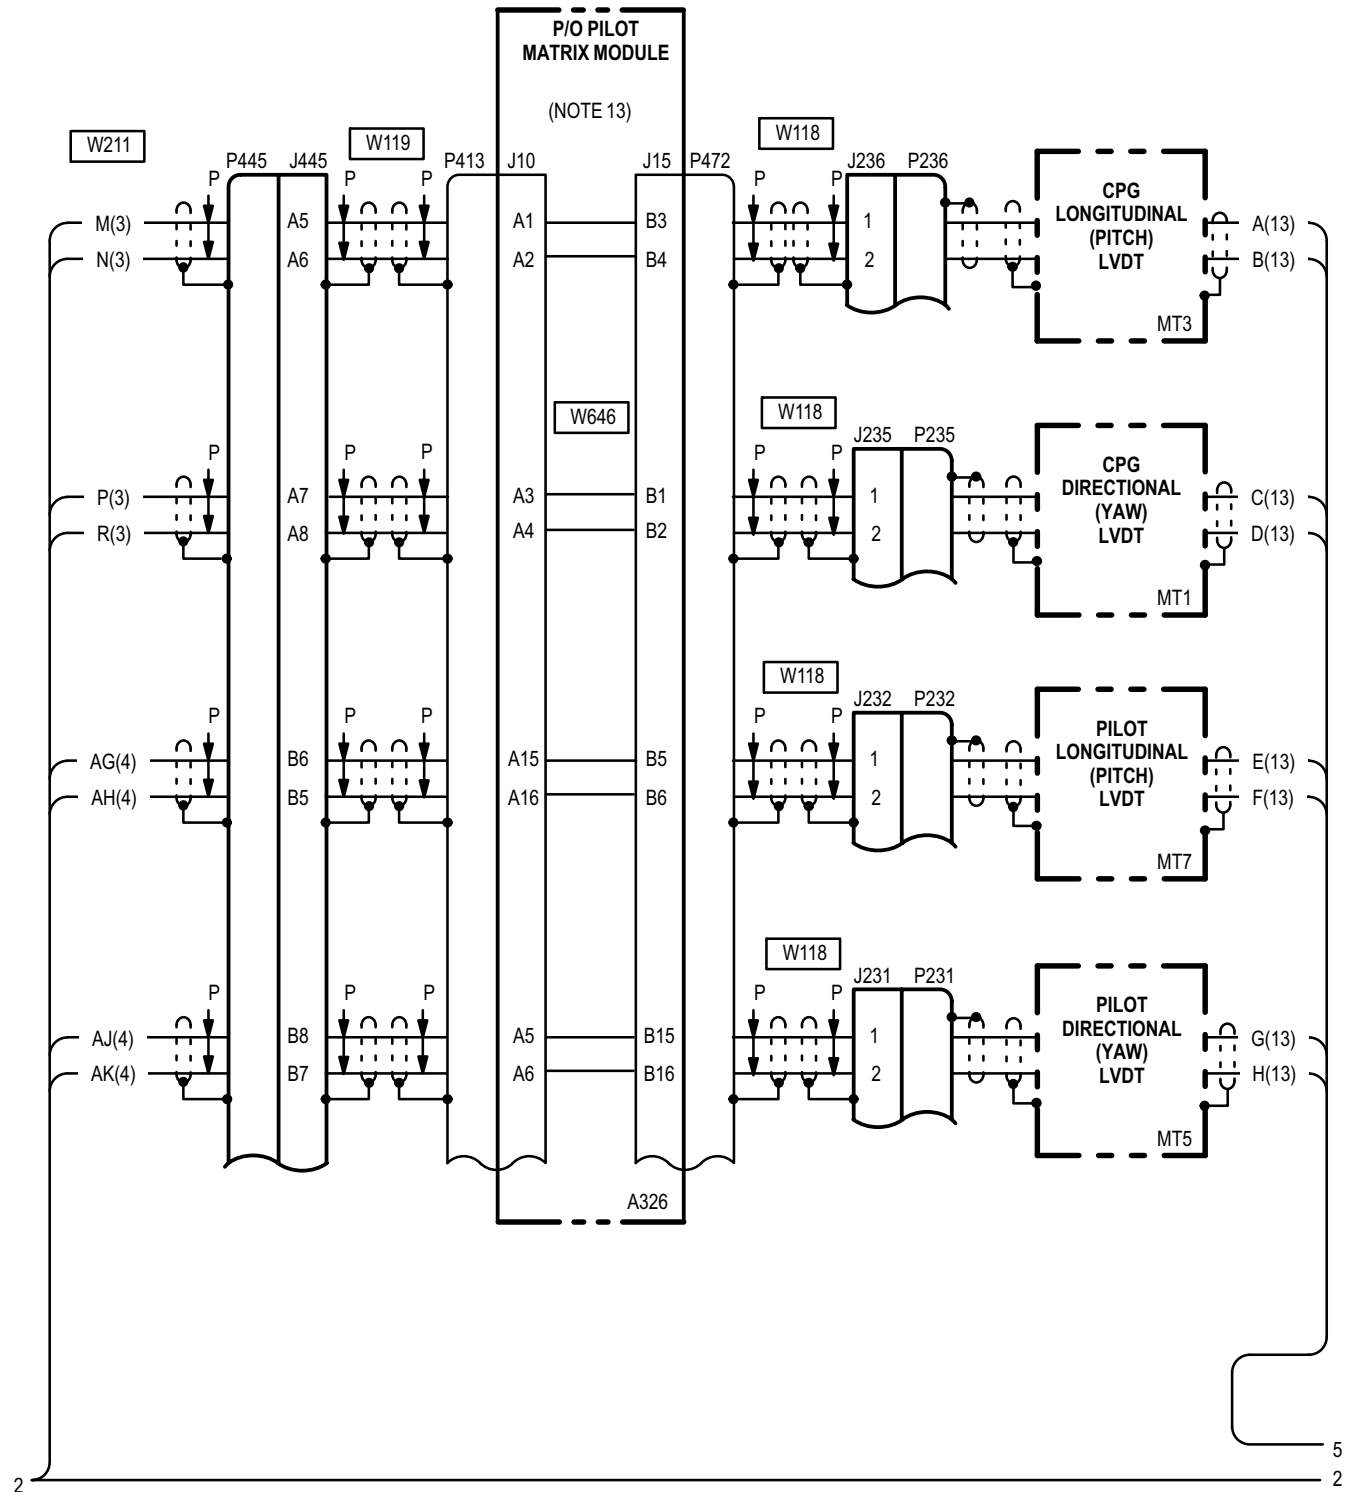 P/O PILOT
MATRIX MODULE
(NOTE 13)
W211
W119
W118
P445 J445
P413 J10
J15 P472
J236 P236
P P P P P
CPG
LONGITUDINAL
(PITCH)
LVDT
M(3) A5 A1 B3 1 A(13)
N(3) A6 A2 B4 2 B(13)
MT3
W646
W118
J235 P235
P P P P P
CPG
DIRECTIONAL
(YAW)
LVDT
P(3) A7 A3 B1 1 C(13)
R(3) A8 A4 B2 2 D(13)
MT1
W118
J232 P232
P P P P P
PILOT
LONGITUDINAL
(PITCH)
LVDT
AG(4) B6 A15 B5 1 E(13)
AH(4) B5 A16 B6 2 F(13)
MT7
W118
J231 P231
P P P P P
PILOT
DIRECTIONAL
(YAW)
LVDT
AJ(4) B8 A5 B15 1 G(13)
AK(4) B7 A6 B16 2 H(13)
MT5
A326
5
2 2